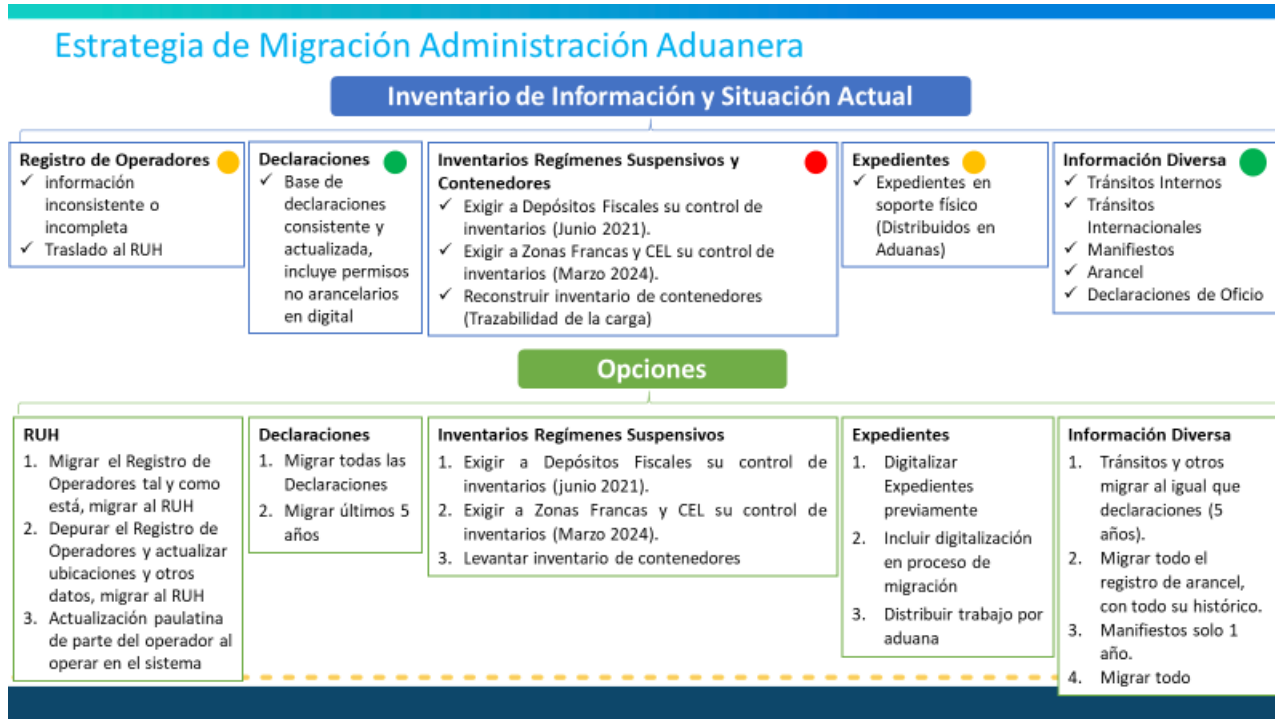 Estrategia de Migración Administración Aduanera
Inventario de Información y Situación Actual
Registro de Operadores
✓ información
inconsistente o
incompleta
✓ Traslado al RUH
Declaraciones
✓ Base de
declaraciones
consistente y
actualizada,
incluye permisos
no arancelarios
en digital
Inventarios Regímenes Suspensivos y
Contenedores
✓ Exigir a Depósitos Fiscales su control de
inventarios (Junio 2021).
✓ Exigir a Zonas Francas y CEL su control de
inventarios (Marzo 2024).
✓ Reconstruir inventario de contenedores
(Trazabilidad de la carga)
Expedientes
✓ Expedientes en
soporte físico
(Distribuidos en
Aduanas)
Información Diversa
✓ Tránsitos Internos
✓ Tránsitos
Internacionales
✓ Manifiestos
✓ Arancel
✓ Declaraciones de Oficio
Opciones
RUH
1. Migrar el Registro de
Operadores tal y como
está, migrar al RUH
2. Depurar el Registro de
Operadores y actualizar
ubicaciones y otros
datos, migrar al RUH
3. Actualización paulatina
de parte del operador al
operar en el sistema
Declaraciones
1. Migrar todas las
Declaraciones
2. Migrar últimos 5
años
Inventarios Regímenes Suspensivos
1. Exigir a Depósitos Fiscales su control de
inventarios (junio 2021).
2. Exigir a Zonas Francas y CEL su control de
inventarios (Marzo 2024).
3. Levantar inventario de contenedores
Expedientes
1. Digitalizar
Expedientes
previamente
2. Incluir digitalización
en proceso de
migración
3. Distribuir trabajo por
aduana
Información Diversa
1. Tránsitos y otros
migrar al igual que
declaraciones (5
años).
2. Migrar todo el
registro de arancel,
con todo su histórico.
3. Manifiestos solo 1
año.
4. Migrar todo